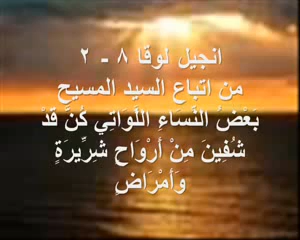 انجيل لوقا ٨ - ٢
من اتباع السيد المسيح
بَعْضُ النِّسَاءِ اللَّوَاتِي كُنَّ قَدْ
شُفِينَ مِنْ أَرْوَاحٍ شِرِّيرَةٍ
وَأَمْرَاضٍ